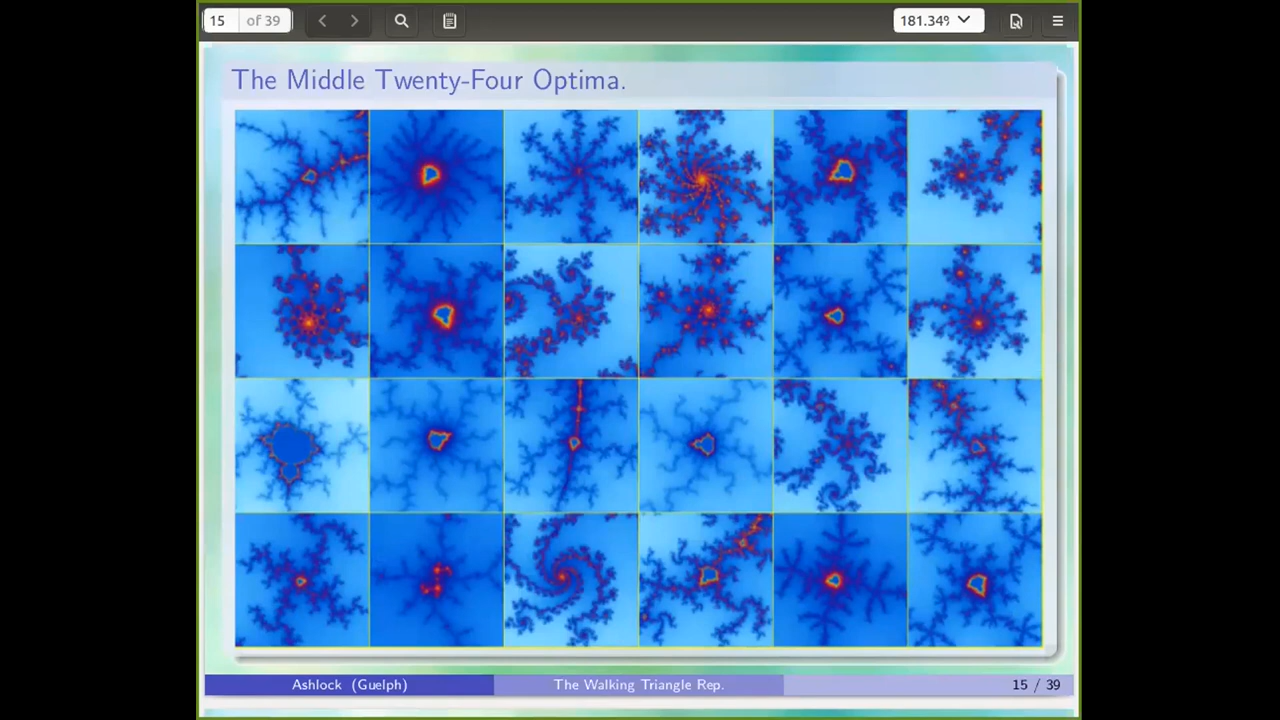 15 of 39
181.34%
The Middle Twenty-Four Optima.
Ashlock (Guelph) The Walking Triangle Rep. 15 / 39